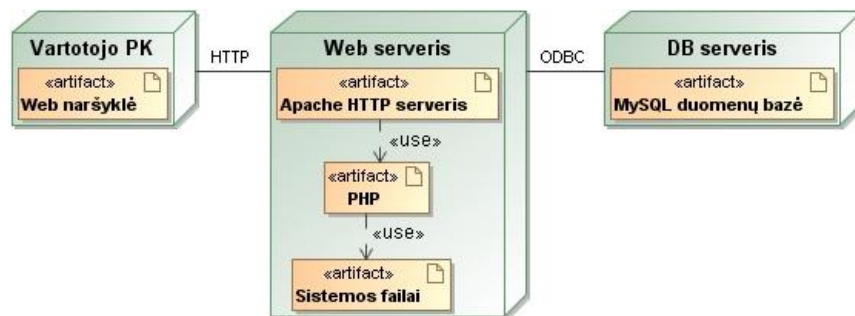 Vartotojo PK
«artifact»
Web naršyklė
HTTP
Web serveris
«artifact»
Apache HTTP serveris
«use»
«artifact»
PHP
«use»
«artifact»
Sistemos failai
ODBC
DB serveris
«artifact»
MySQL duomenų bazė